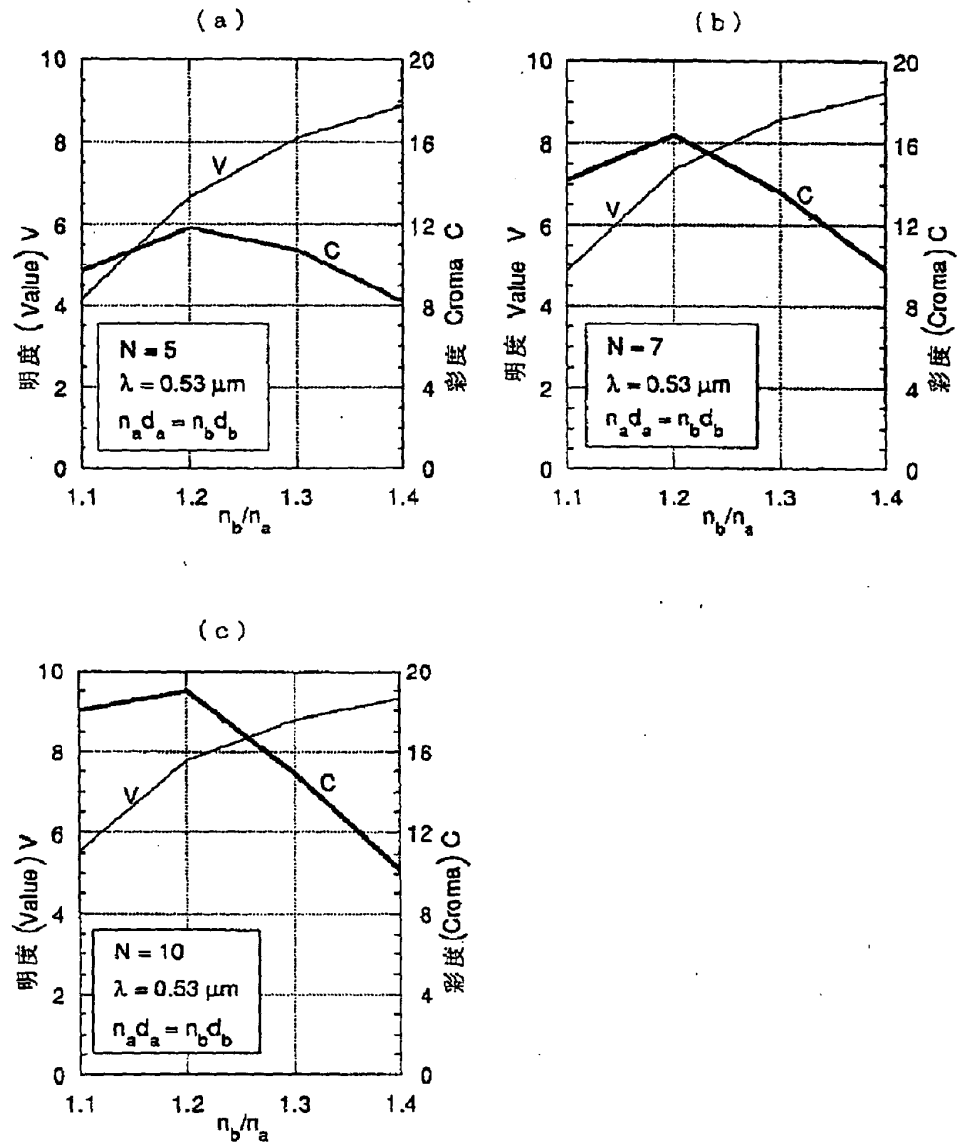 (a)
10
8
6
4
2
0
明度 (Value) V
20
16
12
8
4
0
彩度 Croma C
V
C
N = 5
λ = 0.53 μm
n_a d_a = n_b d_b
1.1 1.2 1.3 1.4
n_b/n_a
(b)
10
8
6
4
2
0
明度 Value V
20
16
12
8
4
0
彩度 (Croma) C
V
C
N = 7
λ = 0.53 μm
n_a d_a = n_b d_b
1.1 1.2 1.3 1.4
n_b/n_a
(c)
10
8
6
4
2
0
明度 (Value) V
20
16
12
8
4
0
彩度 (Croma) C
V
C
N = 10
λ = 0.53 μm
n_a d_a = n_b d_b
1.1 1.2 1.3 1.4
n_b/n_a